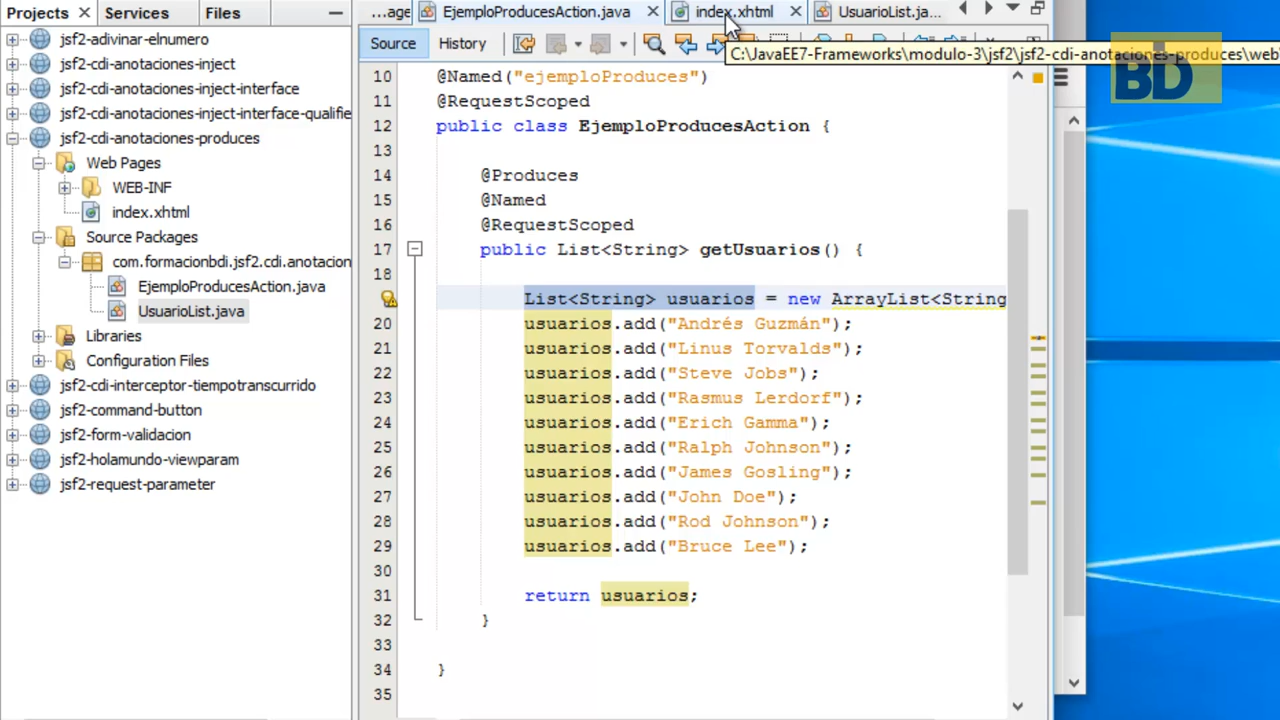 Projects
Services
Files
jsf2-adivinar-elnumero
jsf2-cdi-anotaciones-inject
jsf2-cdi-anotaciones-inject-interface
jsf2-cdi-anotaciones-inject-interface-qualifie
jsf2-cdi-anotaciones-produces
Web Pages
WEB-INF
index.xhtml
Source Packages
com.formacionbdi.jsf2.cdi.anotacion
EjemploProducesAction.java
UsuarioList.java
Libraries
Configuration Files
jsf2-cdi-interceptor-tiempotranscurrido
jsf2-command-button
jsf2-form-validacion
jsf2-holamundo-viewparam
jsf2-request-parameter
...age
EjemploProducesAction.java
index.xhtml
UsuarioList.ja...
Source
History
C:\JavaEE7-Frameworks\modulo-3\jsf2\jsf2-cdi-anotaciones-produces\web
BD
10 @Named("ejemploProduces")
11 @RequestScoped
12 public class EjemploProducesAction {
13
14 @Produces
15 @Named
16 @RequestScoped
17 public List<String> getUsuarios() {
18
List<String> usuarios = new ArrayList<String
20 usuarios.add("Andrés Guzmán");
21 usuarios.add("Linus Torvalds");
22 usuarios.add("Steve Jobs");
23 usuarios.add("Rasmus Lerdorf");
24 usuarios.add("Erich Gamma");
25 usuarios.add("Ralph Johnson");
26 usuarios.add("James Gosling");
27 usuarios.add("John Doe");
28 usuarios.add("Rod Johnson");
29 usuarios.add("Bruce Lee");
30
31 return usuarios;
32 }
33
34 }
35